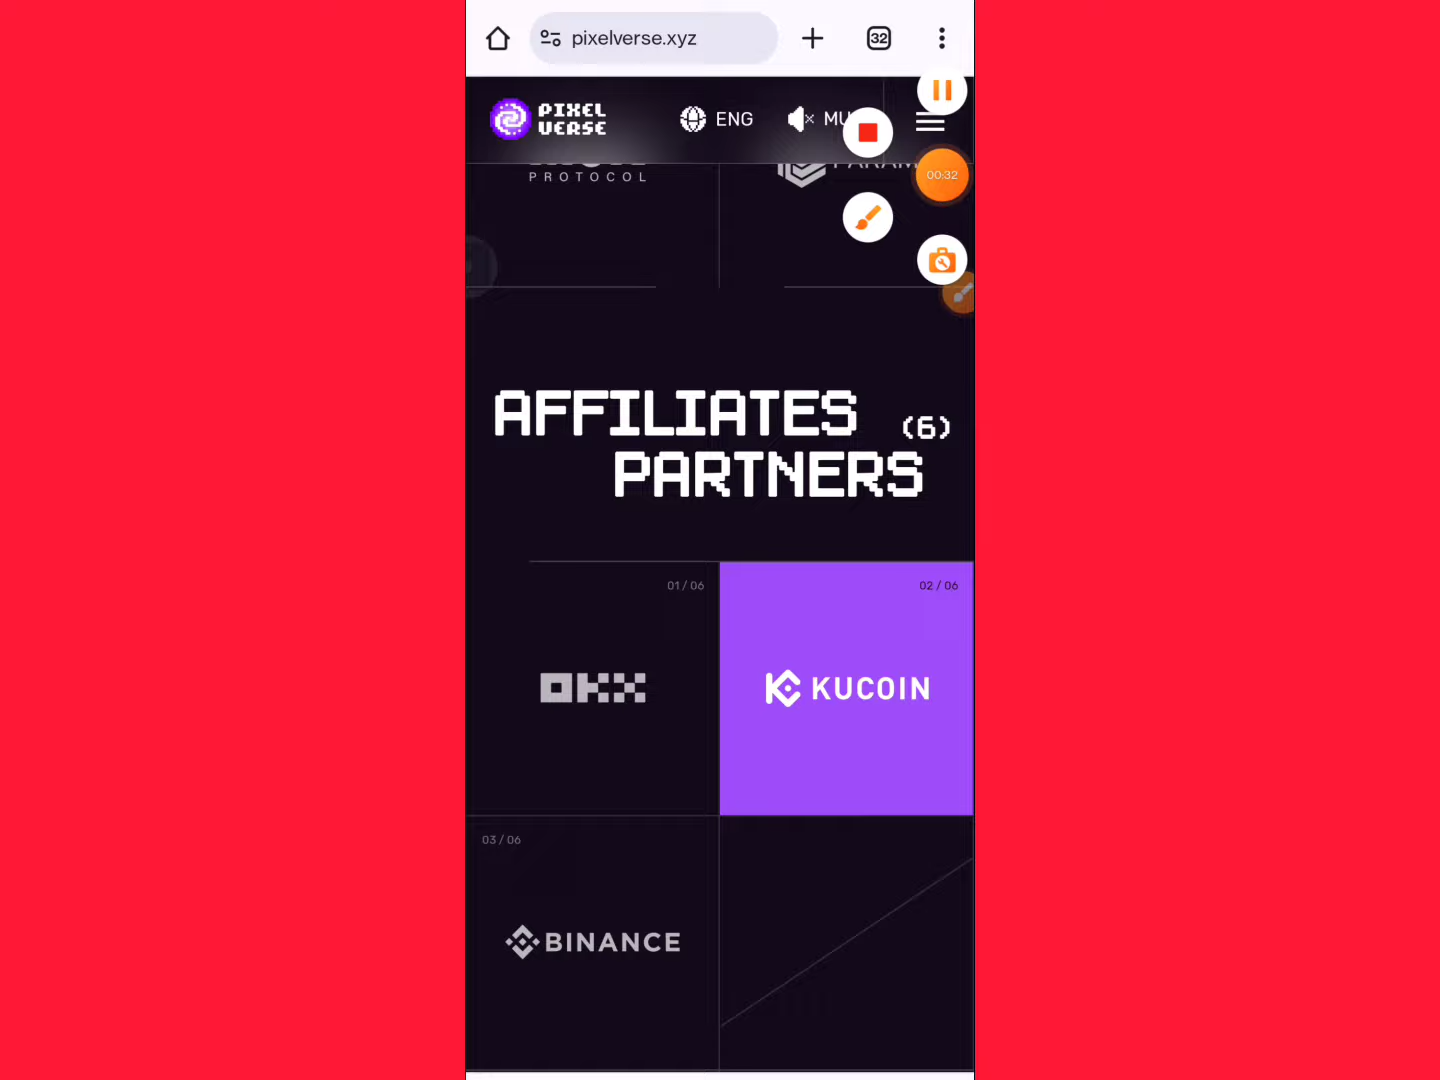 pixelverse.xyz
32
PIXEL
VERSE
ENG
MU
00:32
PROTOCOL
AFFILIATES
(6)
PARTNERS
01 / 06
02 / 06
OKX
KUCOIN
03 / 06
BINANCE